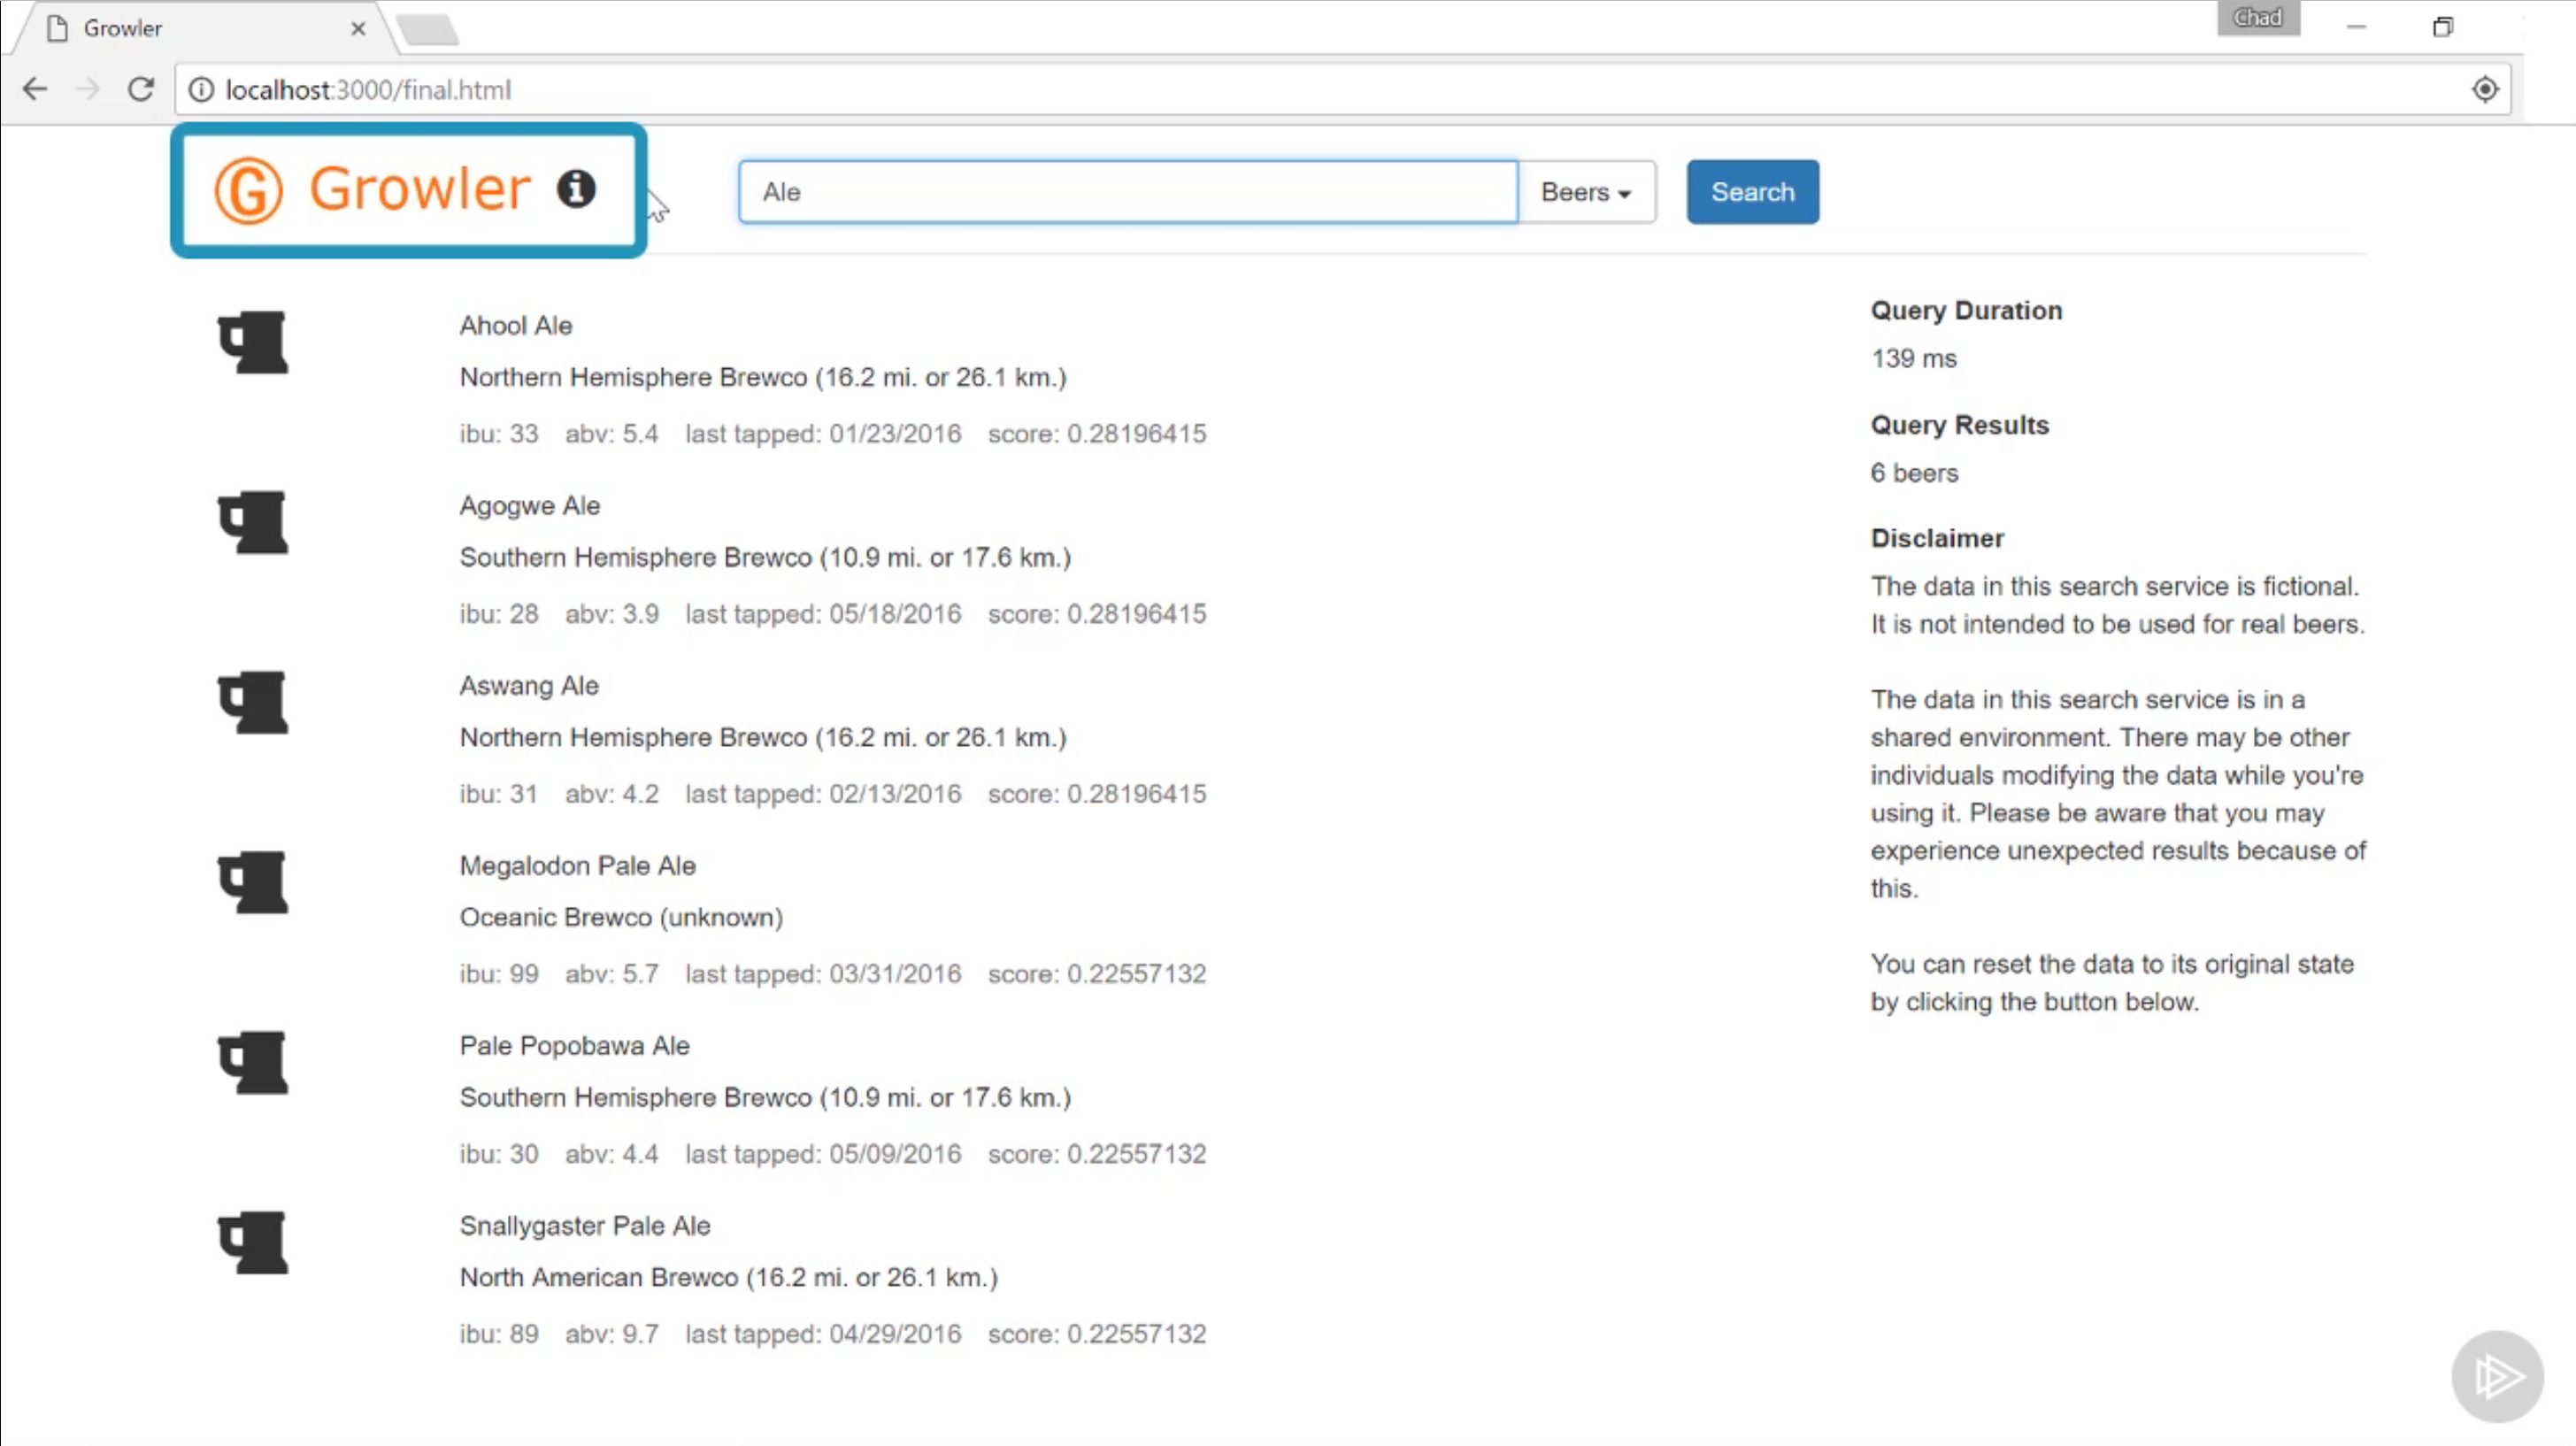 Growler
Chad
localhost:3000/final.html
G Growler i
Ale
Beers
Search
Ahool Ale
Northern Hemisphere Brewco (16.2 mi. or 26.1 km.)
ibu: 33 abv: 5.4 last tapped: 01/23/2016 score: 0.28196415
Agogwe Ale
Southern Hemisphere Brewco (10.9 mi. or 17.6 km.)
ibu: 28 abv: 3.9 last tapped: 05/18/2016 score: 0.28196415
Aswang Ale
Northern Hemisphere Brewco (16.2 mi. or 26.1 km.)
ibu: 31 abv: 4.2 last tapped: 02/13/2016 score: 0.28196415
Megalodon Pale Ale
Oceanic Brewco (unknown)
ibu: 99 abv: 5.7 last tapped: 03/31/2016 score: 0.22557132
Pale Popobawa Ale
Southern Hemisphere Brewco (10.9 mi. or 17.6 km.)
ibu: 30 abv: 4.4 last tapped: 05/09/2016 score: 0.22557132
Snallygaster Pale Ale
North American Brewco (16.2 mi. or 26.1 km.)
ibu: 89 abv: 9.7 last tapped: 04/29/2016 score: 0.22557132
Query Duration
139 ms
Query Results
6 beers
Disclaimer
The data in this search service is fictional.
It is not intended to be used for real beers.
The data in this search service is in a
shared environment. There may be other
individuals modifying the data while you're
using it. Please be aware that you may
experience unexpected results because of
this.
You can reset the data to its original state
by clicking the button below.